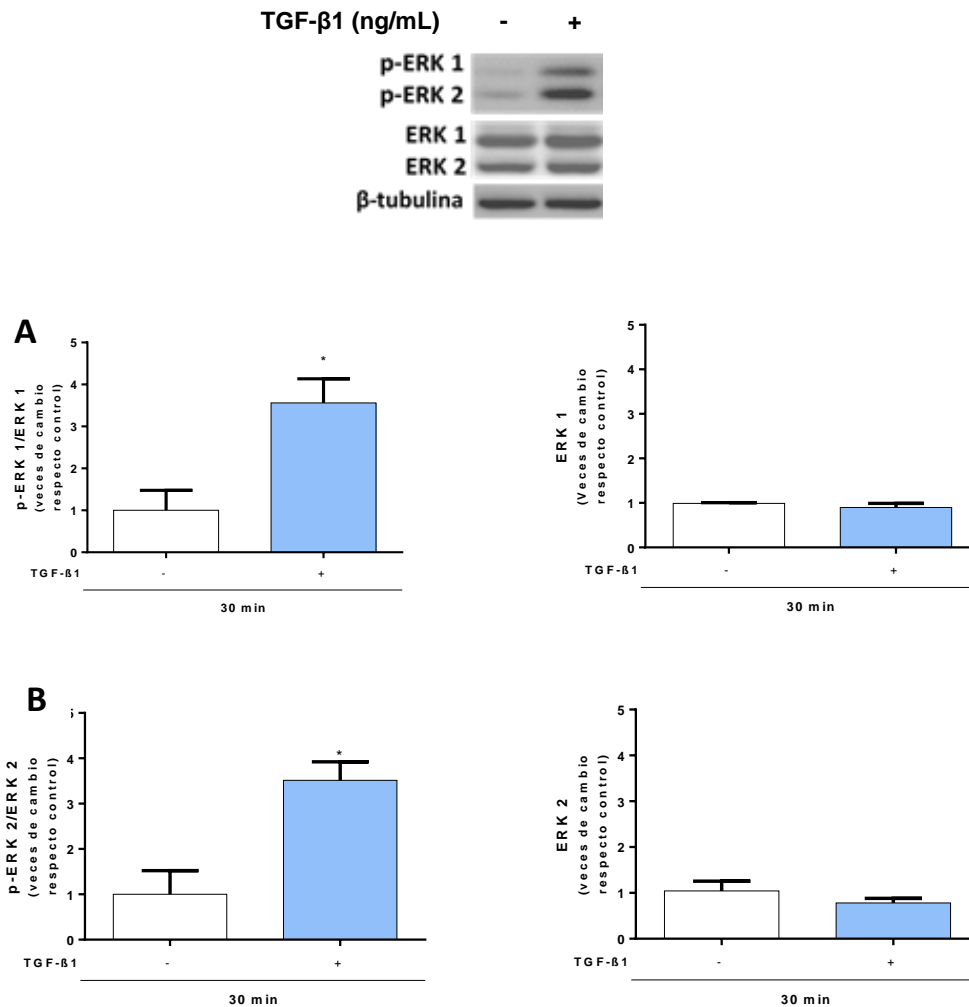 TGF-β1 (ng/mL) - +
p-ERK 1
p-ERK 2
ERK 1
ERK 2
β-tubulina
A
p-ERK 1/ERK 1
(veces de cambio
respecto control)
5
4
3
2
1
0
*
TGF-ß1 - +
30 min
ERK 1
(Veces de cambio
respecto control)
5
4
3
2
1
0
TGF-ß1 - +
30 min
B
p-ERK 2/ERK 2
(veces de cambio
respecto control)
4
3
2
1
0
*
TGF-ß1 - +
30 min
ERK 2
(veces de cambio
respecto control)
5
4
3
2
1
0
TGF-ß1 - +
30 min